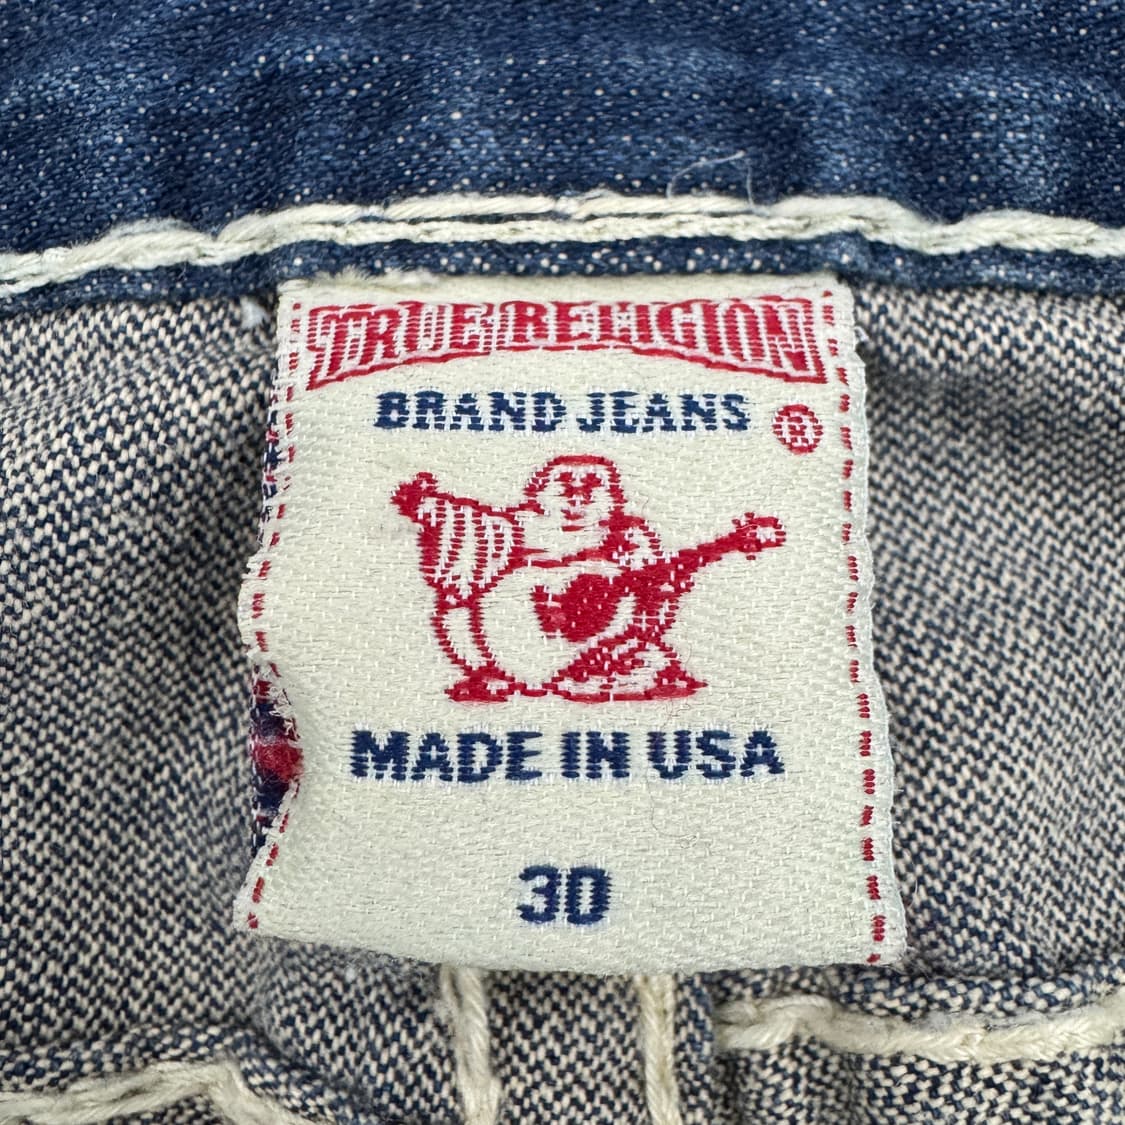 TRUE RELIGION
BRAND JEANS ®
MADE IN USA
30